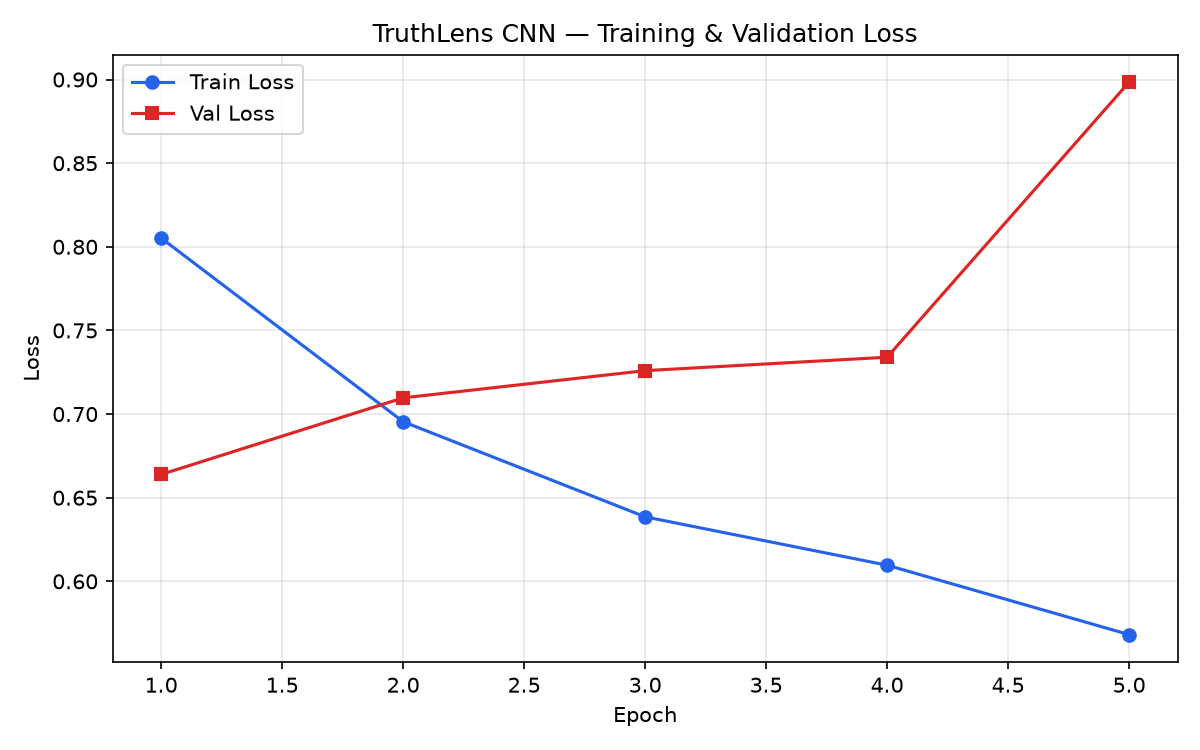 TruthLens CNN — Training & Validation Loss
Train Loss
Val Loss
0.90
0.85
0.80
0.75
0.70
0.65
0.60
Loss
1.0 1.5 2.0 2.5 3.0 3.5 4.0 4.5 5.0
Epoch